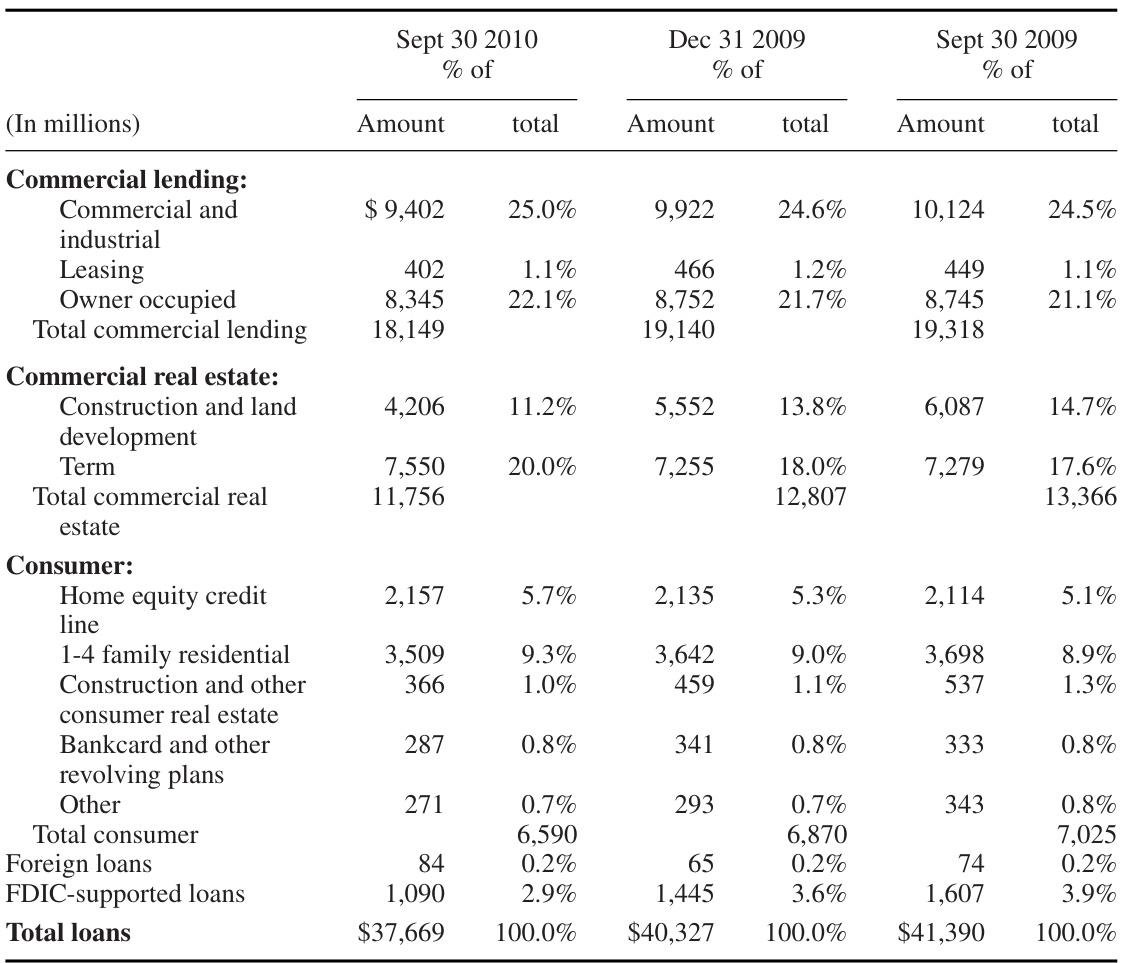 Sept 30 2010 Dec 31 2009 Sept 30 2009
% of % of % of
(In millions) Amount total Amount total Amount total
Commercial lending:
Commercial and $ 9,402 25.0% 9,922 24.6% 10,124 24.5%
industrial
Leasing 402 1.1% 466 1.2% 449 1.1%
Owner occupied 8,345 22.1% 8,752 21.7% 8,745 21.1%
Total commercial lending 18,149 19,140 19,318
Commercial real estate:
Construction and land 4,206 11.2% 5,552 13.8% 6,087 14.7%
development
Term 7,550 20.0% 7,255 18.0% 7,279 17.6%
Total commercial real 11,756 12,807 13,366
estate
Consumer:
Home equity credit 2,157 5.7% 2,135 5.3% 2,114 5.1%
line
1-4 family residential 3,509 9.3% 3,642 9.0% 3,698 8.9%
Construction and other 366 1.0% 459 1.1% 537 1.3%
consumer real estate
Bankcard and other 287 0.8% 341 0.8% 333 0.8%
revolving plans
Other 271 0.7% 293 0.7% 343 0.8%
Total consumer 6,590 6,870 7,025
Foreign loans 84 0.2% 65 0.2% 74 0.2%
FDIC-supported loans 1,090 2.9% 1,445 3.6% 1,607 3.9%
Total loans $37,669 100.0% $40,327 100.0% $41,390 100.0%